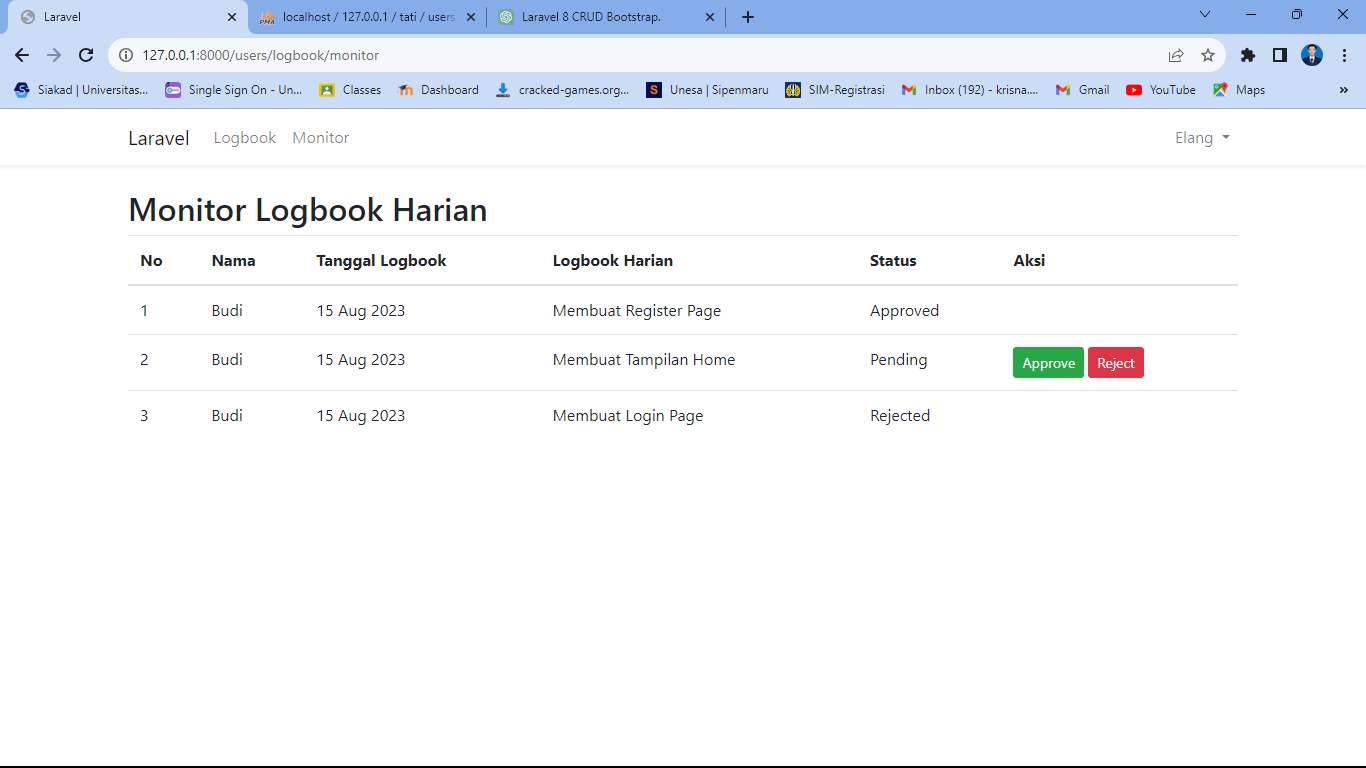 Laravel
localhost / 127.0.0.1 / tati / users
Laravel 8 CRUD Bootstrap.
127.0.0.1:8000/users/logbook/monitor
Siakad | Universitas... Single Sign On - Un... Classes Dashboard cracked-games.org... S Unesa | Sipenmaru SIM-Registrasi Inbox (192) - krisna.... Gmail YouTube Maps »
Laravel Logbook Monitor Elang
Monitor Logbook Harian
No Nama Tanggal Logbook Logbook Harian Status Aksi
1 Budi 15 Aug 2023 Membuat Register Page Approved
2 Budi 15 Aug 2023 Membuat Tampilan Home Pending Approve Reject
3 Budi 15 Aug 2023 Membuat Login Page Rejected